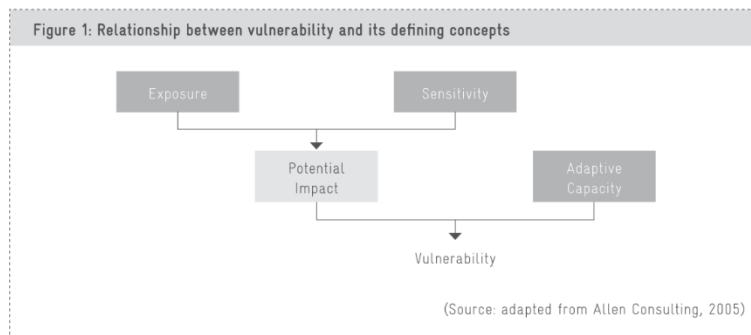 Figure 1: Relationship between vulnerability and its defining concepts
Exposure
Sensitivity
Potential
Impact
Adaptive
Capacity
Vulnerability
(Source: adapted from Allen Consulting, 2005)